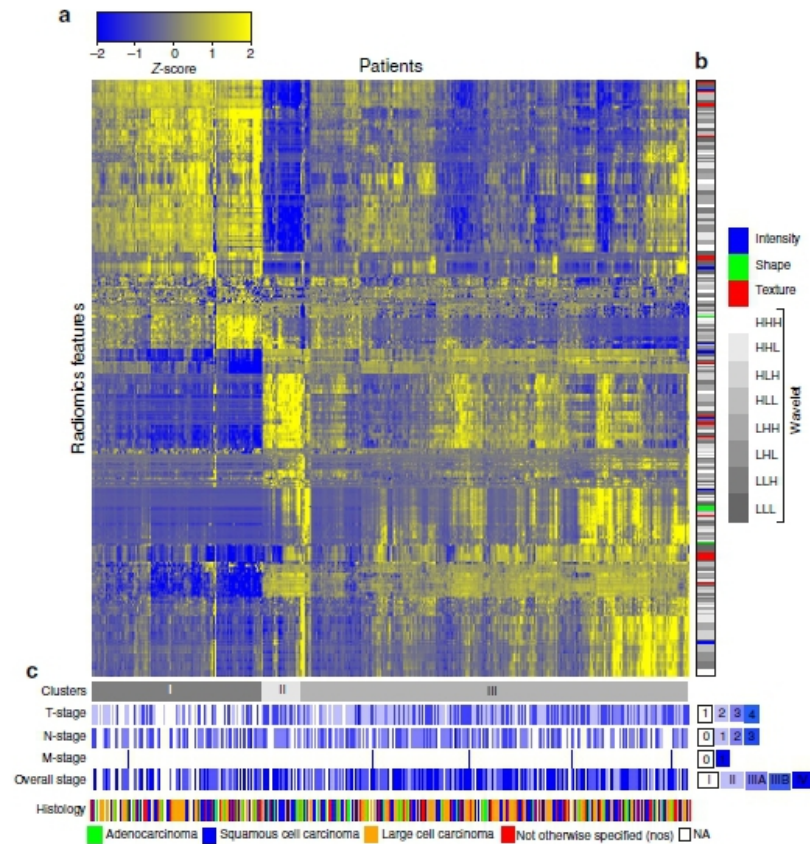 a
−2 −1 0 1 2
Z-score
Patients
b
Radiomics features
Intensity
Shape
Texture
HHH
HHL
HLH
HLL
LHH
LHL
LLH
LLL
Wavelet
c
Clusters I II III
T-stage 1 2 3 4
N-stage 0 1 2 3
M-stage 0
Overall stage I II IIIA IIIB
Histology
Adenocarcinoma Squamous cell carcinoma Large cell carcinoma Not otherwise specified (nos) NA